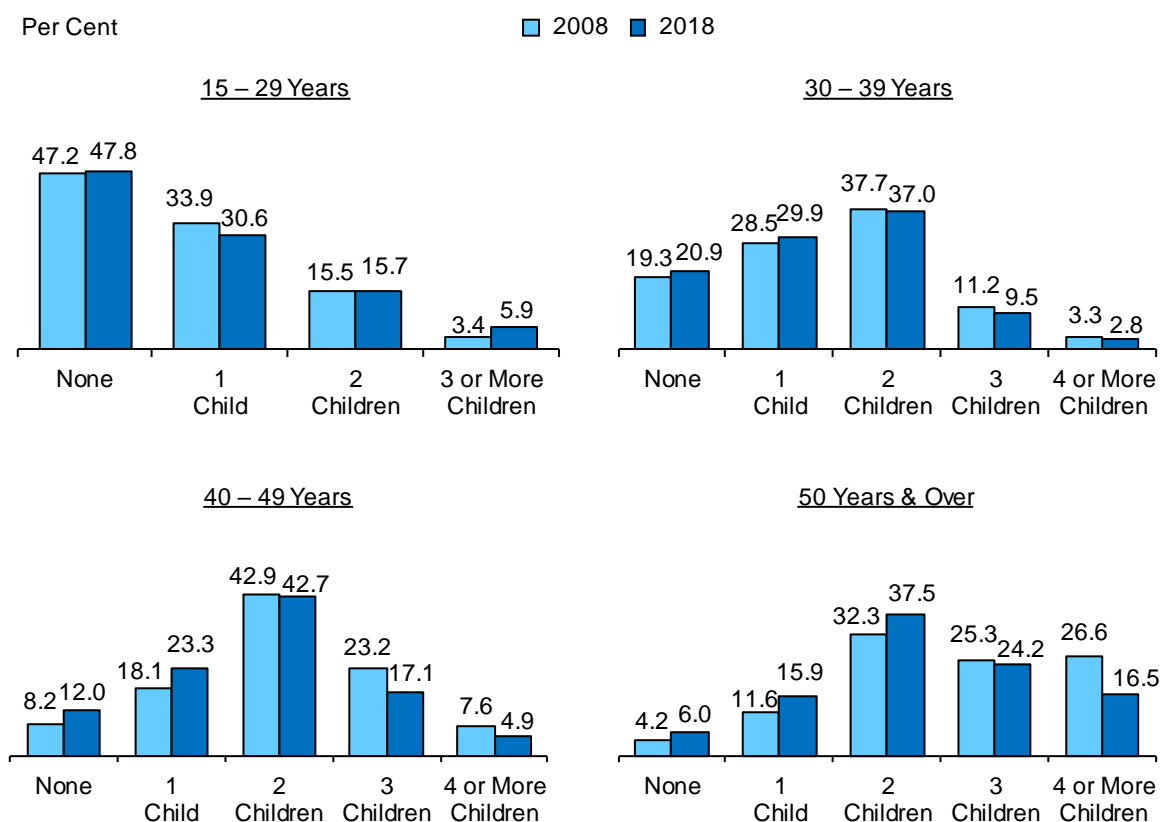 Per Cent
2008 2018
15 – 29 Years
47.2 47.8 33.9 30.6 15.5 15.7 3.4 5.9
None 1 2 3 or More
Child Children Children
30 – 39 Years
19.3 20.9 28.5 29.9 37.7 37.0 11.2 9.5 3.3 2.8
None 1 2 3 4 or More
Child Children Children Children
40 – 49 Years
8.2 12.0 18.1 23.3 42.9 42.7 23.2 17.1 7.6 4.9
None 1 2 3 4 or More
Child Children Children Children
50 Years & Over
4.2 6.0 11.6 15.9 32.3 37.5 25.3 24.2 26.6 16.5
None 1 2 3 4 or More
Child Children Children Children